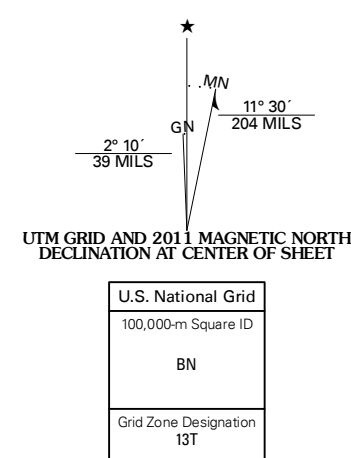 ★
MN
11° 30´
204 MILS
GN
2° 10´
39 MILS
UTM GRID AND 2011 MAGNETIC NORTH
DECLINATION AT CENTER OF SHEET
U.S. National Grid
100,000-m Square ID
BN
Grid Zone Designation
13T